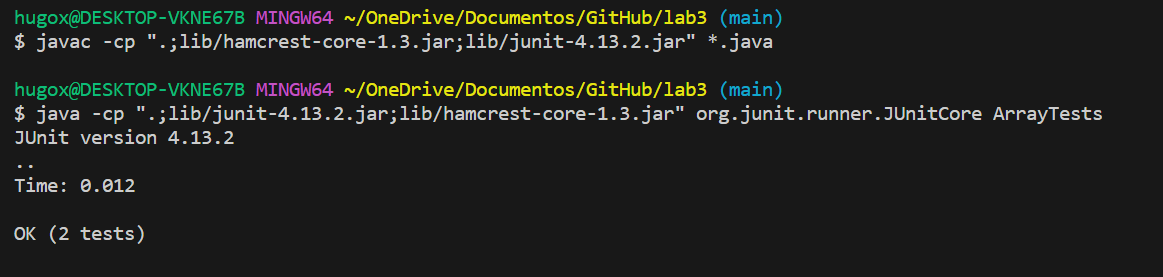 hugox@DESKTOP-VKNE67B MINGW64 ~/OneDrive/Documentos/GitHub/lab3 (main)
$ javac -cp ".;lib/hamcrest-core-1.3.jar;lib/junit-4.13.2.jar" *.java
hugox@DESKTOP-VKNE67B MINGW64 ~/OneDrive/Documentos/GitHub/lab3 (main)
$ java -cp ".;lib/junit-4.13.2.jar;lib/hamcrest-core-1.3.jar" org.junit.runner.JUnitCore ArrayTests
JUnit version 4.13.2
..
Time: 0.012
OK (2 tests)